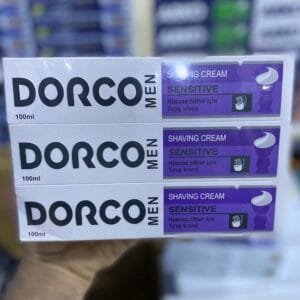 DORCO MEN
100ml
SHAVING CREAM
SENSITIVE
Hassas ciltler için
Tıraş kremi
DORCO MEN
100ml
SHAVING CREAM
SENSITIVE
Hassas ciltler için
Tıraş kremi
DORCO MEN
100ml
SHAVING CREAM
SENSITIVE
Hassas ciltler için
Tıraş kremi